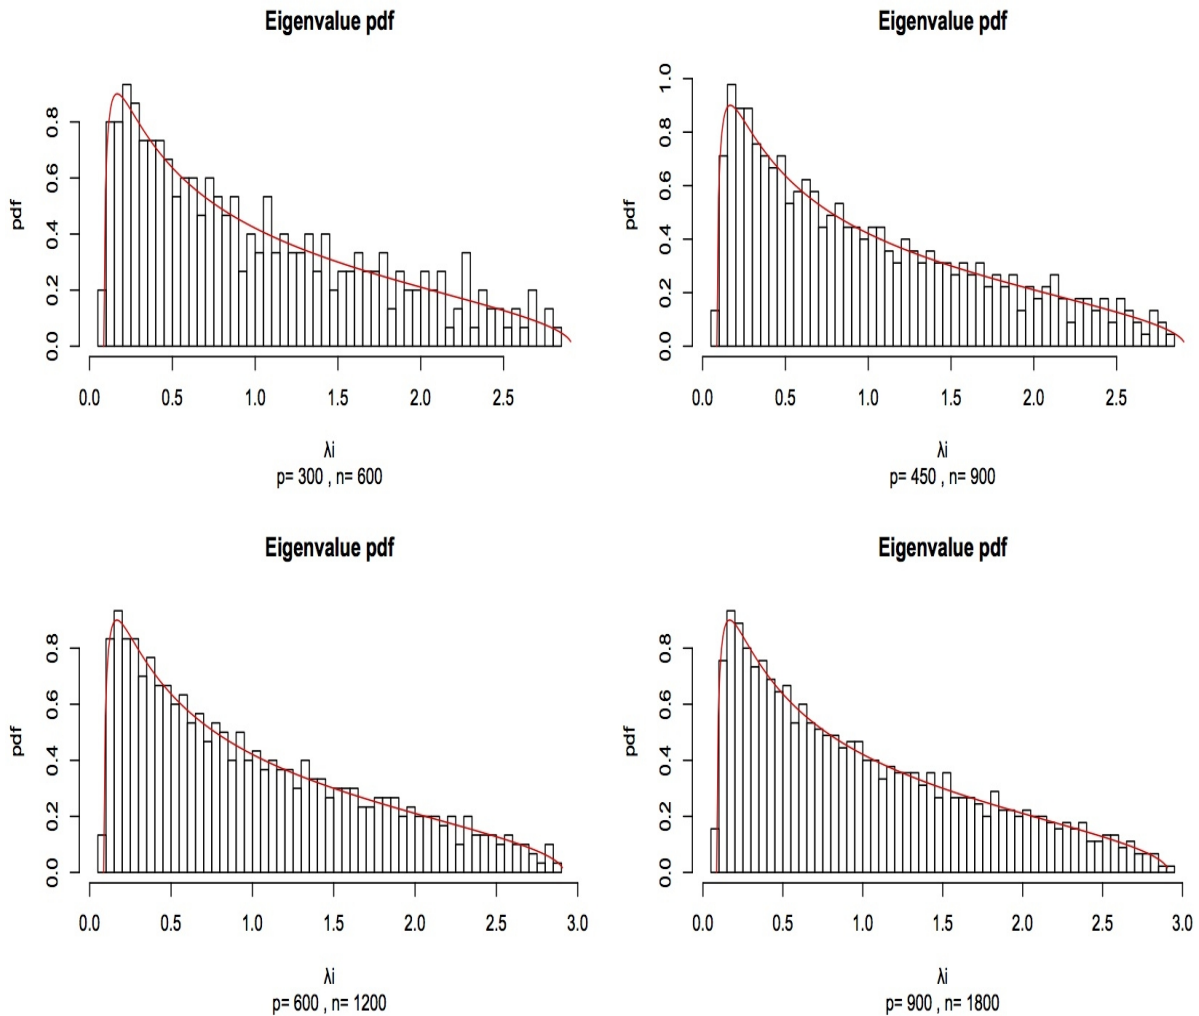 Eigenvalue pdf
pdf
0.0 0.2 0.4 0.6 0.8
0.0 0.5 1.0 1.5 2.0 2.5
λi
p= 300 , n= 600
Eigenvalue pdf
pdf
0.0 0.2 0.4 0.6 0.8 1.0
0.0 0.5 1.0 1.5 2.0 2.5
λi
p= 450 , n= 900
Eigenvalue pdf
pdf
0.0 0.2 0.4 0.6 0.8
0.0 0.5 1.0 1.5 2.0 2.5 3.0
λi
p= 600 , n= 1200
Eigenvalue pdf
pdf
0.0 0.2 0.4 0.6 0.8
0.0 0.5 1.0 1.5 2.0 2.5 3.0
λi
p= 900 , n= 1800